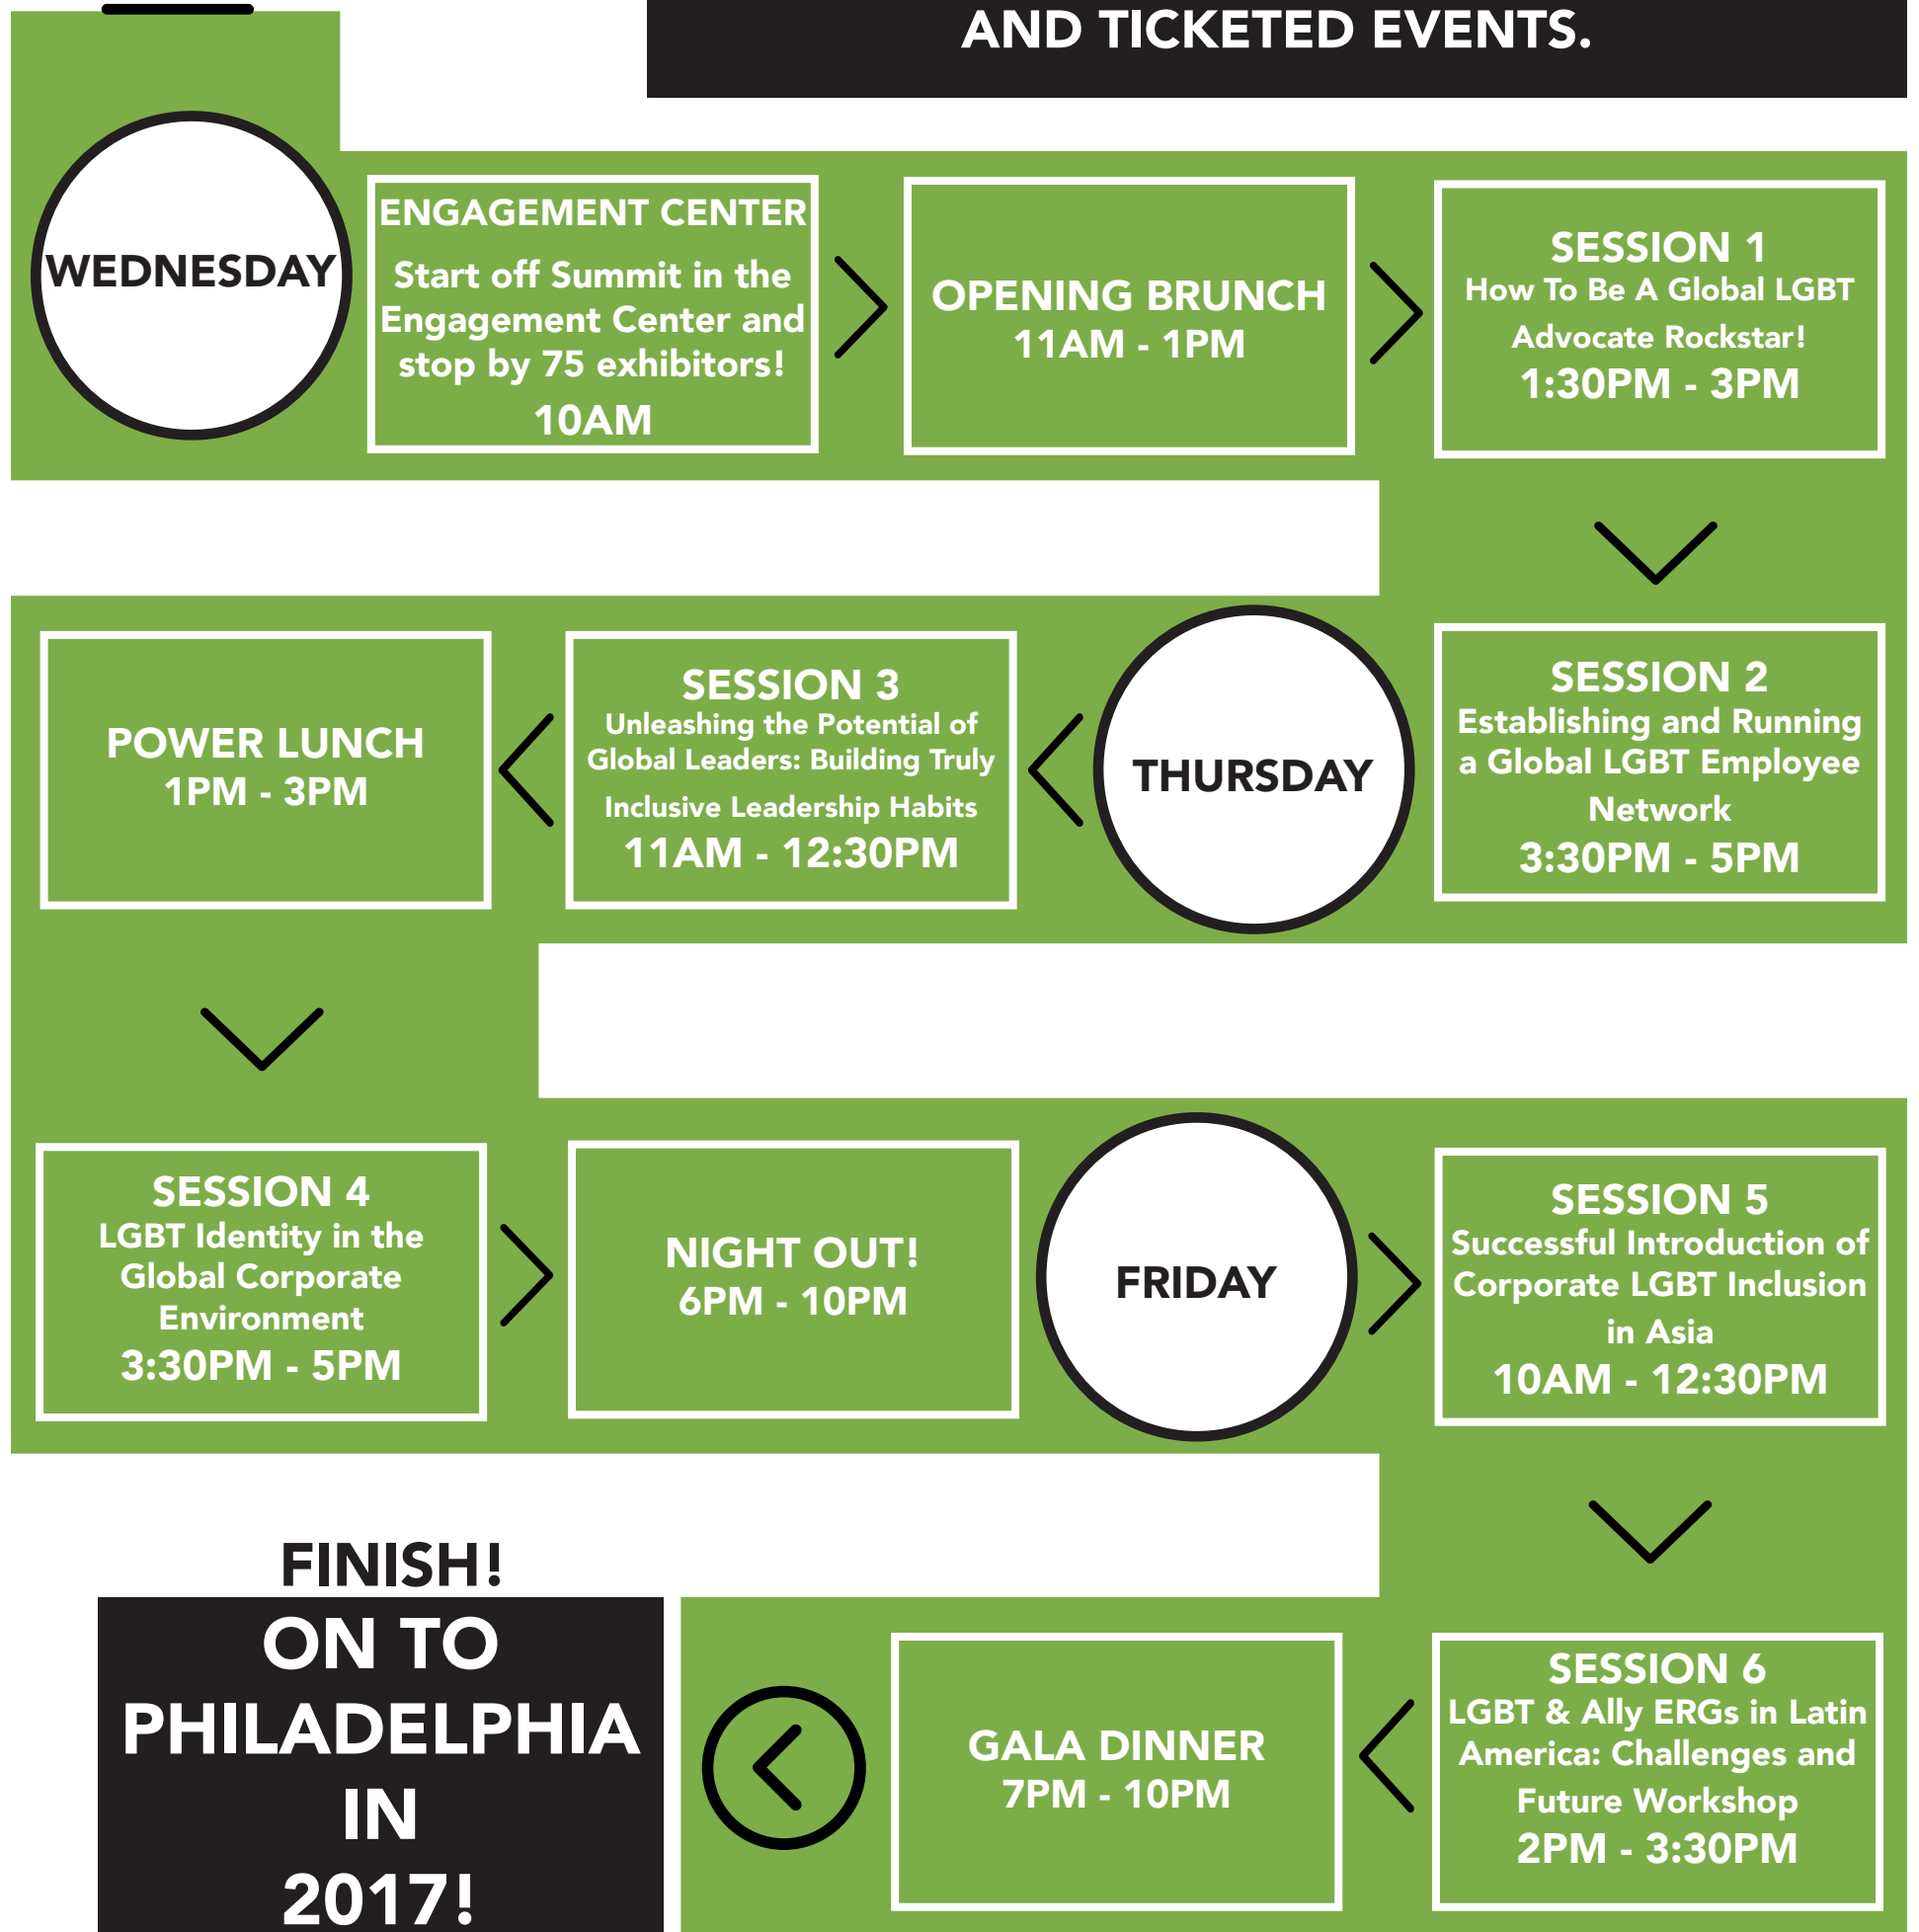 AND TICKETED EVENTS.
WEDNESDAY
ENGAGEMENT CENTER
Start off Summit in the
Engagement Center and
stop by 75 exhibitors!
10AM
OPENING BRUNCH
11AM - 1PM
SESSION 1
How To Be A Global LGBT
Advocate Rockstar!
1:30PM - 3PM
SESSION 2
Establishing and Running
a Global LGBT Employee
Network
3:30PM - 5PM
THURSDAY
SESSION 3
Unleashing the Potential of
Global Leaders: Building Truly
Inclusive Leadership Habits
11AM - 12:30PM
POWER LUNCH
1PM - 3PM
SESSION 4
LGBT Identity in the
Global Corporate
Environment
3:30PM - 5PM
NIGHT OUT!
6PM - 10PM
FRIDAY
SESSION 5
Successful Introduction of
Corporate LGBT Inclusion
in Asia
10AM - 12:30PM
SESSION 6
LGBT & Ally ERGs in Latin
America: Challenges and
Future Workshop
2PM - 3:30PM
GALA DINNER
7PM - 10PM
FINISH!
ON TO
PHILADELPHIA
IN
2017!